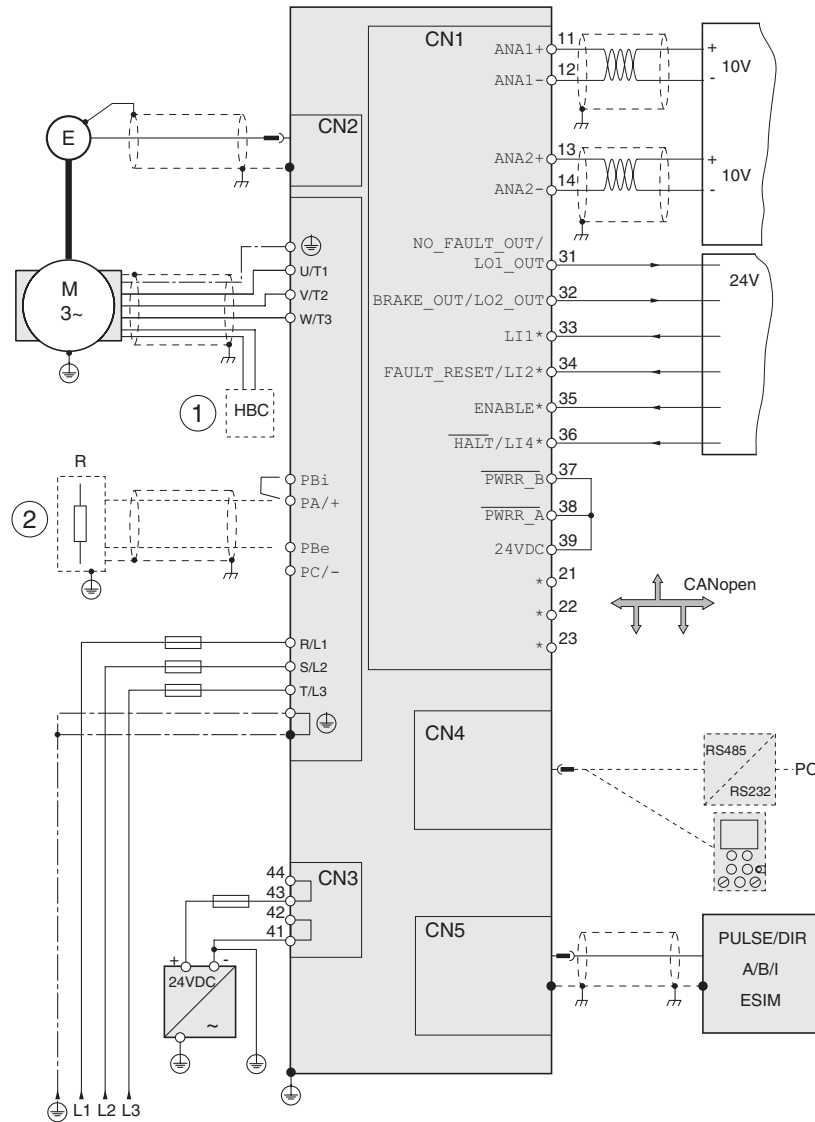 CN1
ANA1+ 11
ANA1- 12
+
10V
-
E
CN2
ANA2+ 13
ANA2- 14
+
10V
-
NO_FAULT_OUT/
LO1_OUT 31
24V
U/T1
BRAKE_OUT/LO2_OUT 32
M
3~
V/T2
W/T3
LI1* 33
FAULT_RESET/LI2* 34
1
HBC
ENABLE* 35
HALT/LI4* 36
R
PBi
PWRR_B 37
2
PA/+
PWRR_A 38
PBe
24VDC 39
PC/-
* 21
CANopen
* 22
* 23
R/L1
S/L2
T/L3
CN4
RS485
RS232
PC
CN3
44
43
42
41
CN5
PULSE/DIR
A/B/I
ESIM
+
-
24VDC
~
L1 L2 L3